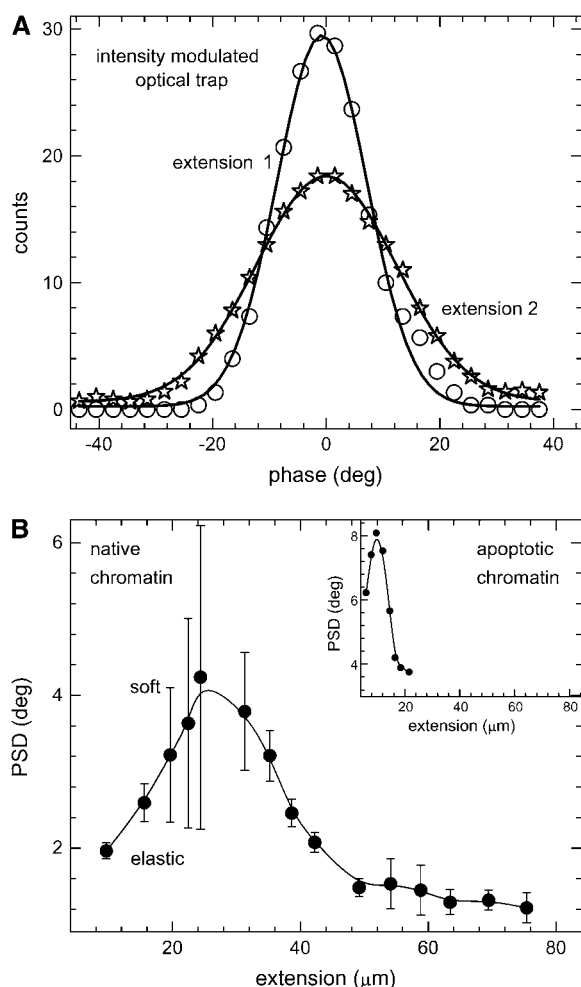 A
intensity modulated
optical trap
extension 1
extension 2
counts
30
20
10
0
-40
-20
0
20
40
phase (deg)
B
native
chromatin
soft
elastic
PSD (deg)
6
4
2
20
40
60
80
extension (μm)
apoptotic
chromatin
PSD (deg)
8
6
4
0
20
40
60
80
extension (μm)